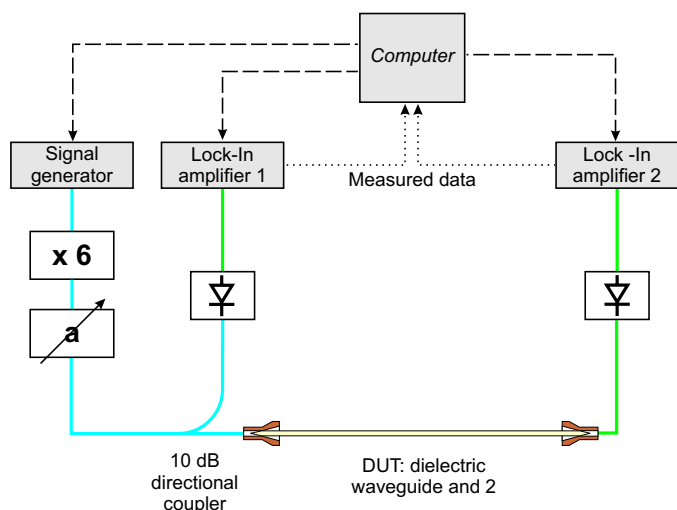 Computer
Signal
generator
Lock-In
amplifier 1
Lock -In
amplifier 2
Measured data
x 6
a
10 dB
directional
coupler
DUT: dielectric
waveguide and 2